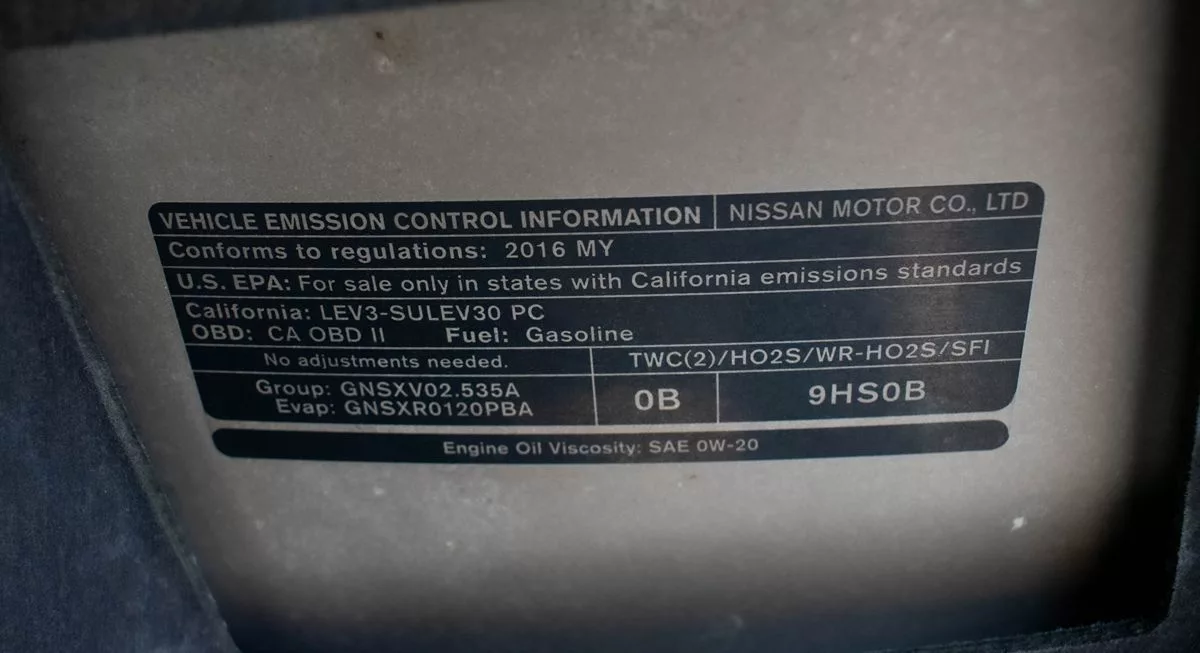 VEHICLE EMISSION CONTROL INFORMATION NISSAN MOTOR CO., LTD
Conforms to regulations: 2016 MY
U.S. EPA: For sale only in states with California emissions standards
California: LEV3-SULEV30 PC
OBD: CA OBD II Fuel: Gasoline
No adjustments needed. TWC(2)/HO2S/WR-HO2S/SFI
Group: GNSXV02.535A
Evap: GNSXR0120PBA
0B 9HS0B
Engine Oil Viscosity: SAE 0W-20